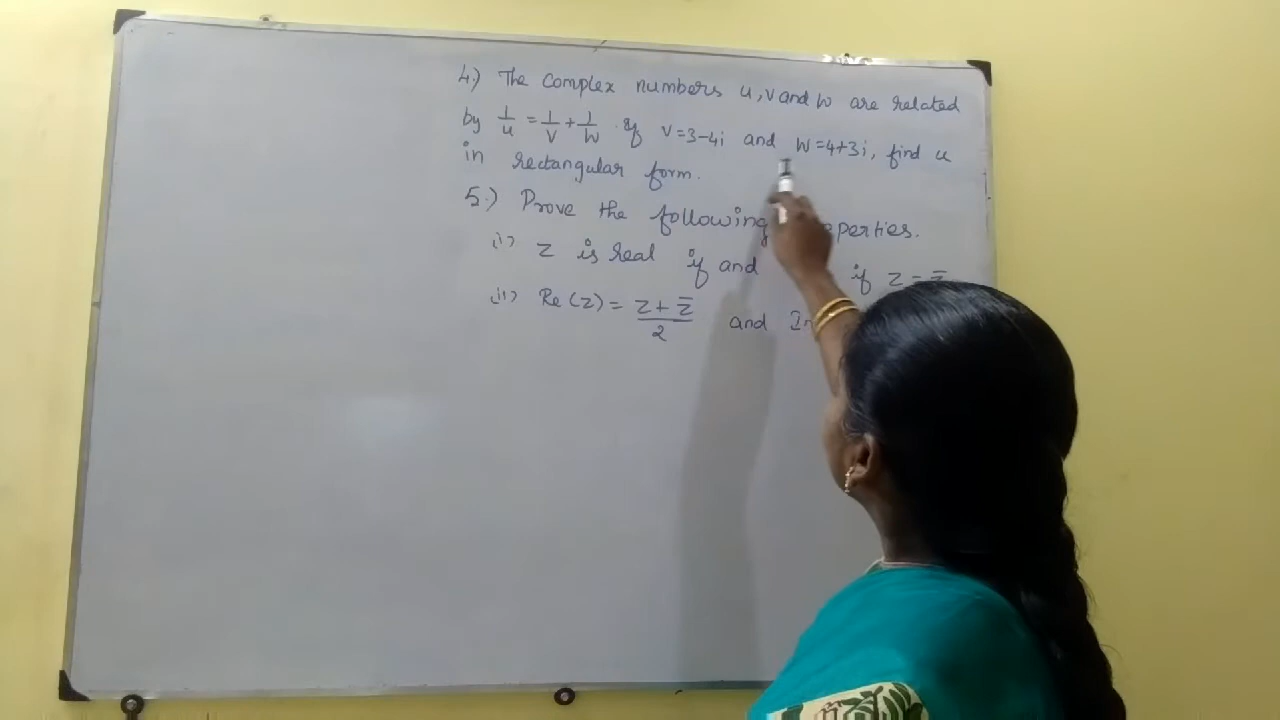 4.) The Complex numbers u, v and w are related
by 1/u = 1/v + 1/w . If v=3-4i and w=4+3i, find u
in rectangular form.
5.) Prove the following
(i) z is real if and if z =
(ii) Re(z) = z + z̄ / 2 and